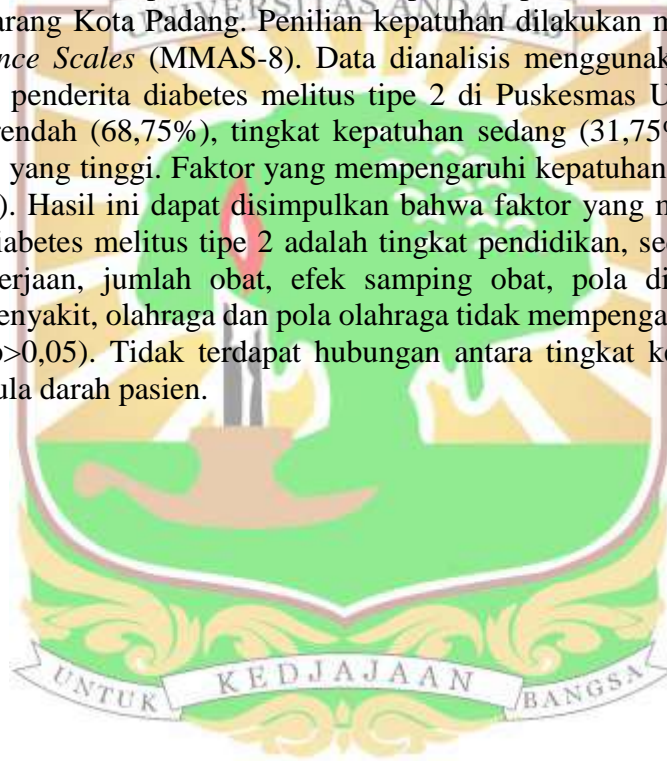 UNIVERSITAS ANDALAS
arang Kota Padang. Penilian kepatuhan dilakukan m
nce Scales (MMAS-8). Data dianalisis menggunak
penderita diabetes melitus tipe 2 di Puskesmas U
rendah (68,75%), tingkat kepatuhan sedang (31,75%
yang tinggi. Faktor yang mempengaruhi kepatuhan
). Hasil ini dapat disimpulkan bahwa faktor yang m
iabetes melitus tipe 2 adalah tingkat pendidikan, se
erjaan, jumlah obat, efek samping obat, pola di
enyakit, olahraga dan pola olahraga tidak mempenga
>0,05). Tidak terdapat hubungan antara tingkat k
ula darah pasien.
UNTUK KEDJAJAAN BANGSA